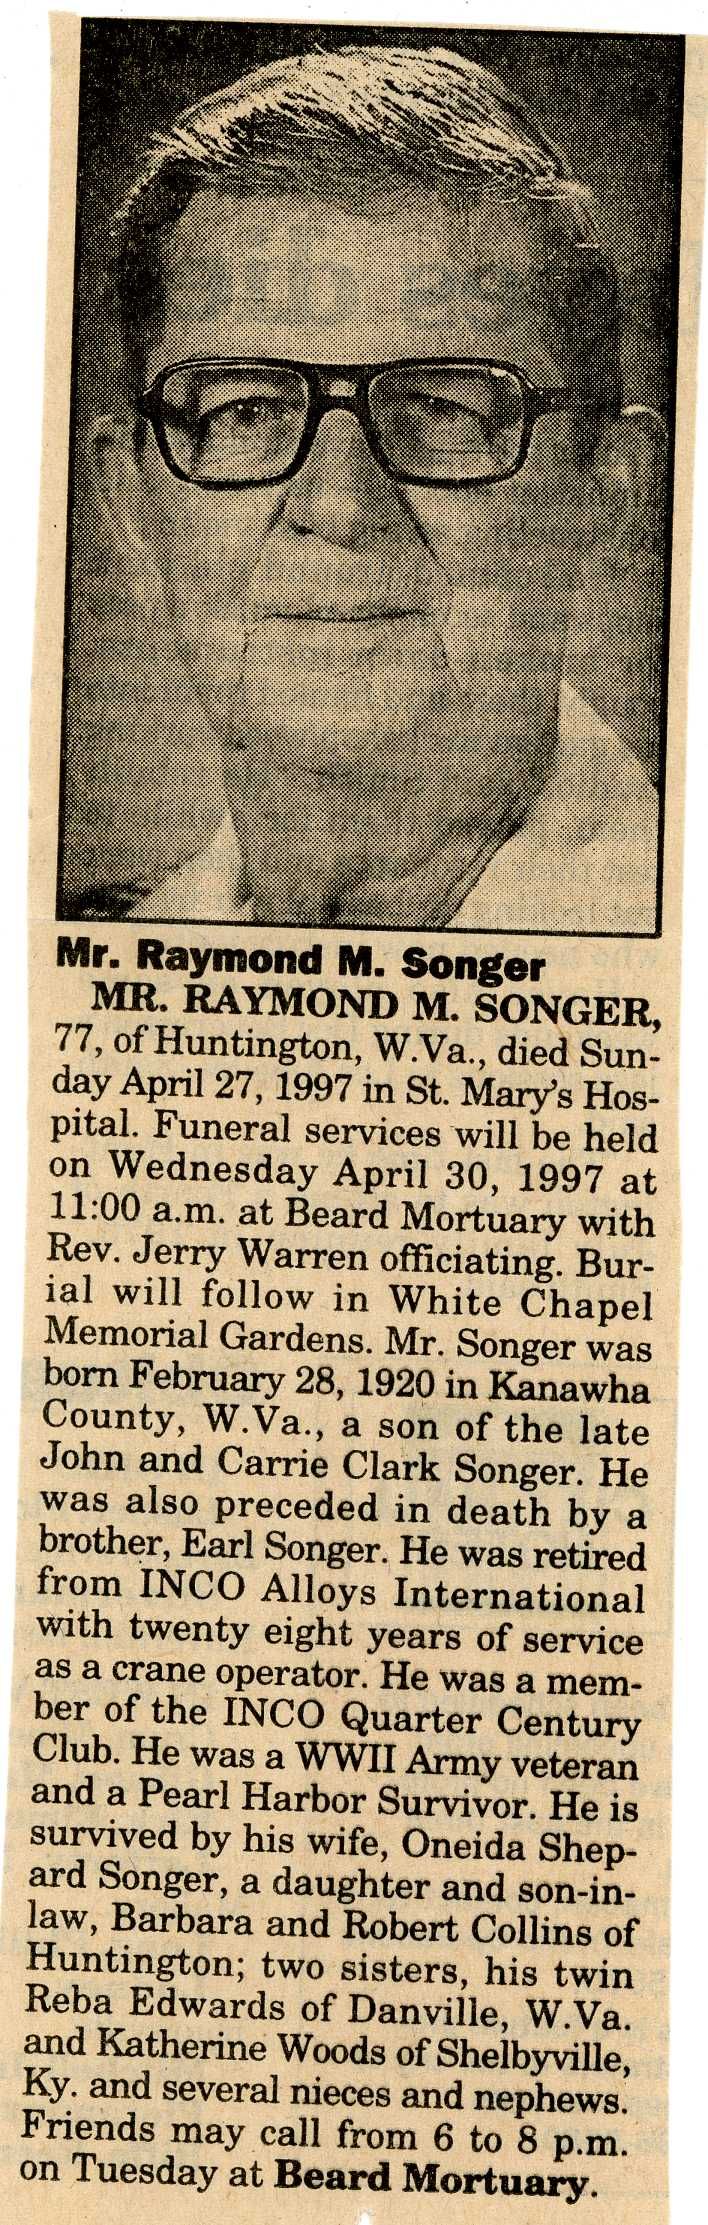 Mr. Raymond M. Songer
MR. RAYMOND M. SONGER,
77, of Huntington, W.Va., died Sun-
day April 27, 1997 in St. Mary's Hos-
pital. Funeral services will be held
on Wednesday April 30, 1997 at
11:00 a.m. at Beard Mortuary with
Rev. Jerry Warren officiating. Bur-
ial will follow in White Chapel
Memorial Gardens. Mr. Songer was
born February 28, 1920 in Kanawha
County, W.Va., a son of the late
John and Carrie Clark Songer. He
was also preceded in death by a
brother, Earl Songer. He was retired
from INCO Alloys International
with twenty eight years of service
as a crane operator. He was a mem-
ber of the INCO Quarter Century
Club. He was a WWII Army veteran
and a Pearl Harbor Survivor. He is
survived by his wife, Oneida Shep-
ard Songer, a daughter and son-in-
law, Barbara and Robert Collins of
Huntington; two sisters, his twin
Reba Edwards of Danville, W.Va.
and Katherine Woods of Shelbyville,
Ky. and several nieces and nephews.
Friends may call from 6 to 8 p.m.
on Tuesday at Beard Mortuary.